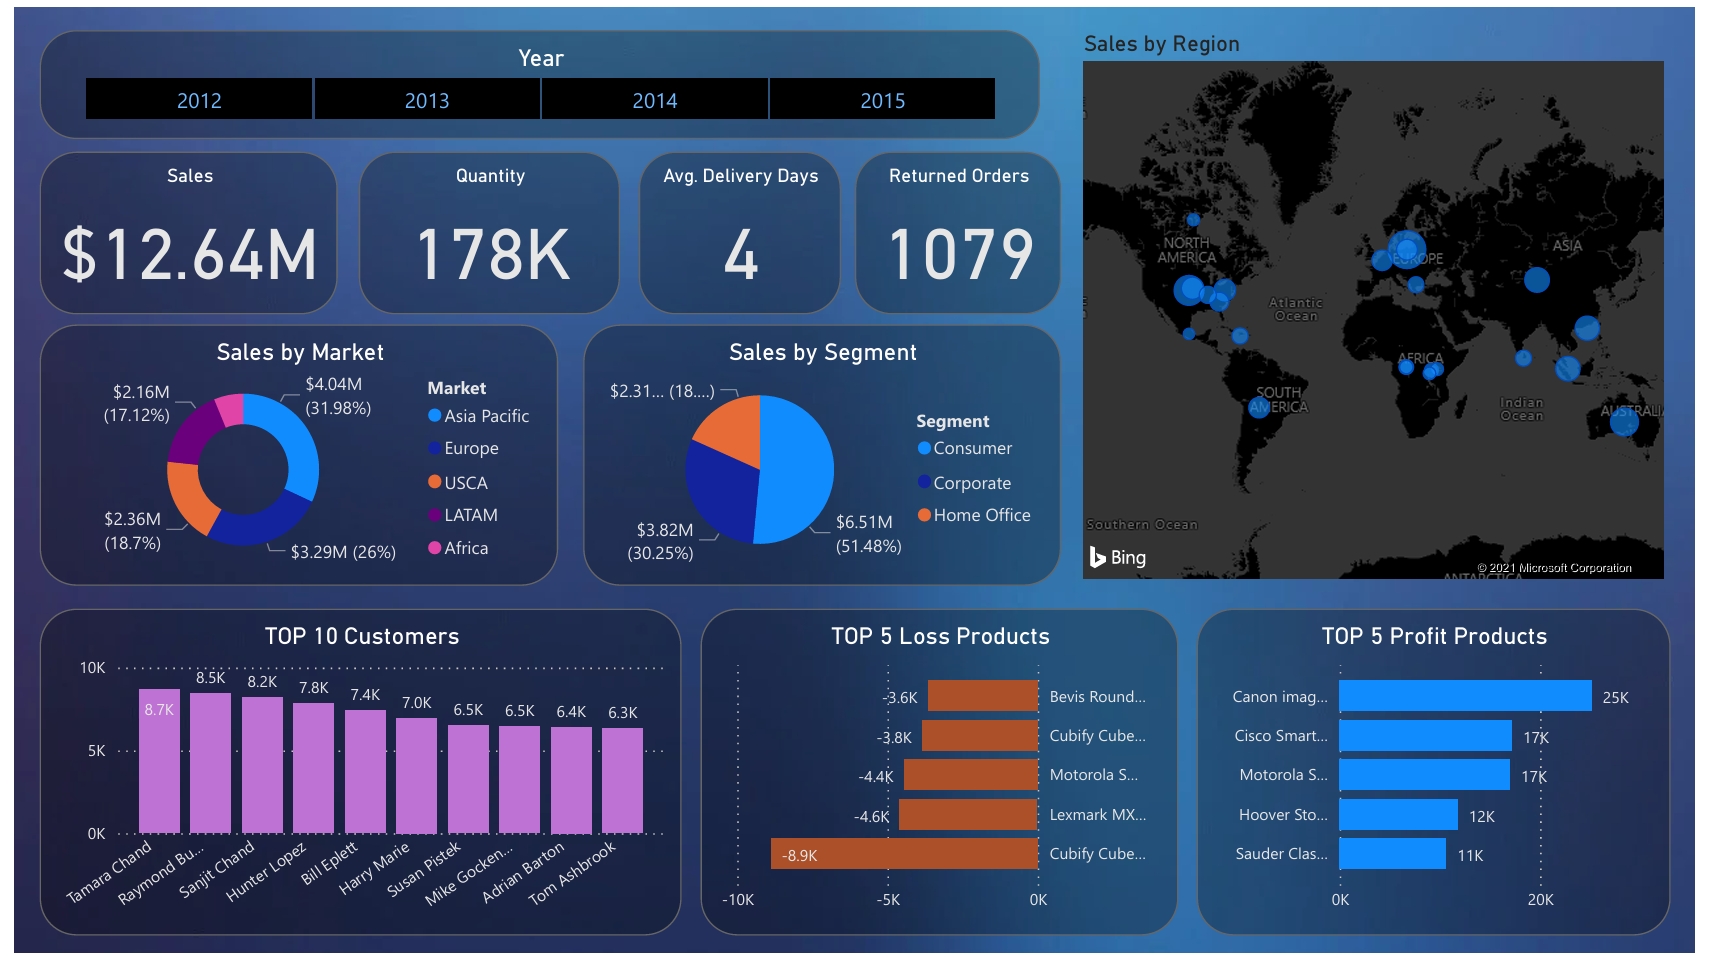 Year
2012
2013
2014
2015
Sales
$12.64M
Quantity
178K
Avg. Delivery Days
4
Returned Orders
1079
Sales by Region
NORTH
AMERICA
EUROPE
ASIA
Atlantic
Ocean
AFRICA
SOUTH
AMERICA
Indian
Ocean
AUSTRALI
Southern Ocean
Bing
© 2021 Microsoft Corporation
ANTARCTICA
Sales by Market
$2.16M
(17.12%)
$4.04M
(31.98%)
$2.36M
(18.7%)
$3.29M (26%)
Market
Asia Pacific
Europe
USCA
LATAM
Africa
Sales by Segment
$2.31... (18....)
$3.82M
(30.25%)
$6.51M
(51.48%)
Segment
Consumer
Corporate
Home Office
TOP 10 Customers
10K
5K
0K
8.7K
8.5K
8.2K
7.8K
7.4K
7.0K
6.5K
6.5K
6.4K
6.3K
Tamara Chand
Raymond Bu...
Sanjit Chand
Hunter Lopez
Bill Eplett
Harry Marie
Susan Pistek
Mike Gocken...
Adrian Barton
Tom Ashbrook
TOP 5 Loss Products
-3.6K Bevis Round...
-3.8K Cubify Cube...
-4.4K Motorola S...
-4.6K Lexmark MX...
-8.9K Cubify Cube...
-10K -5K 0K
TOP 5 Profit Products
Canon imag... 25K
Cisco Smart... 17K
Motorola S... 17K
Hoover Sto... 12K
Sauder Clas... 11K
0K 20K